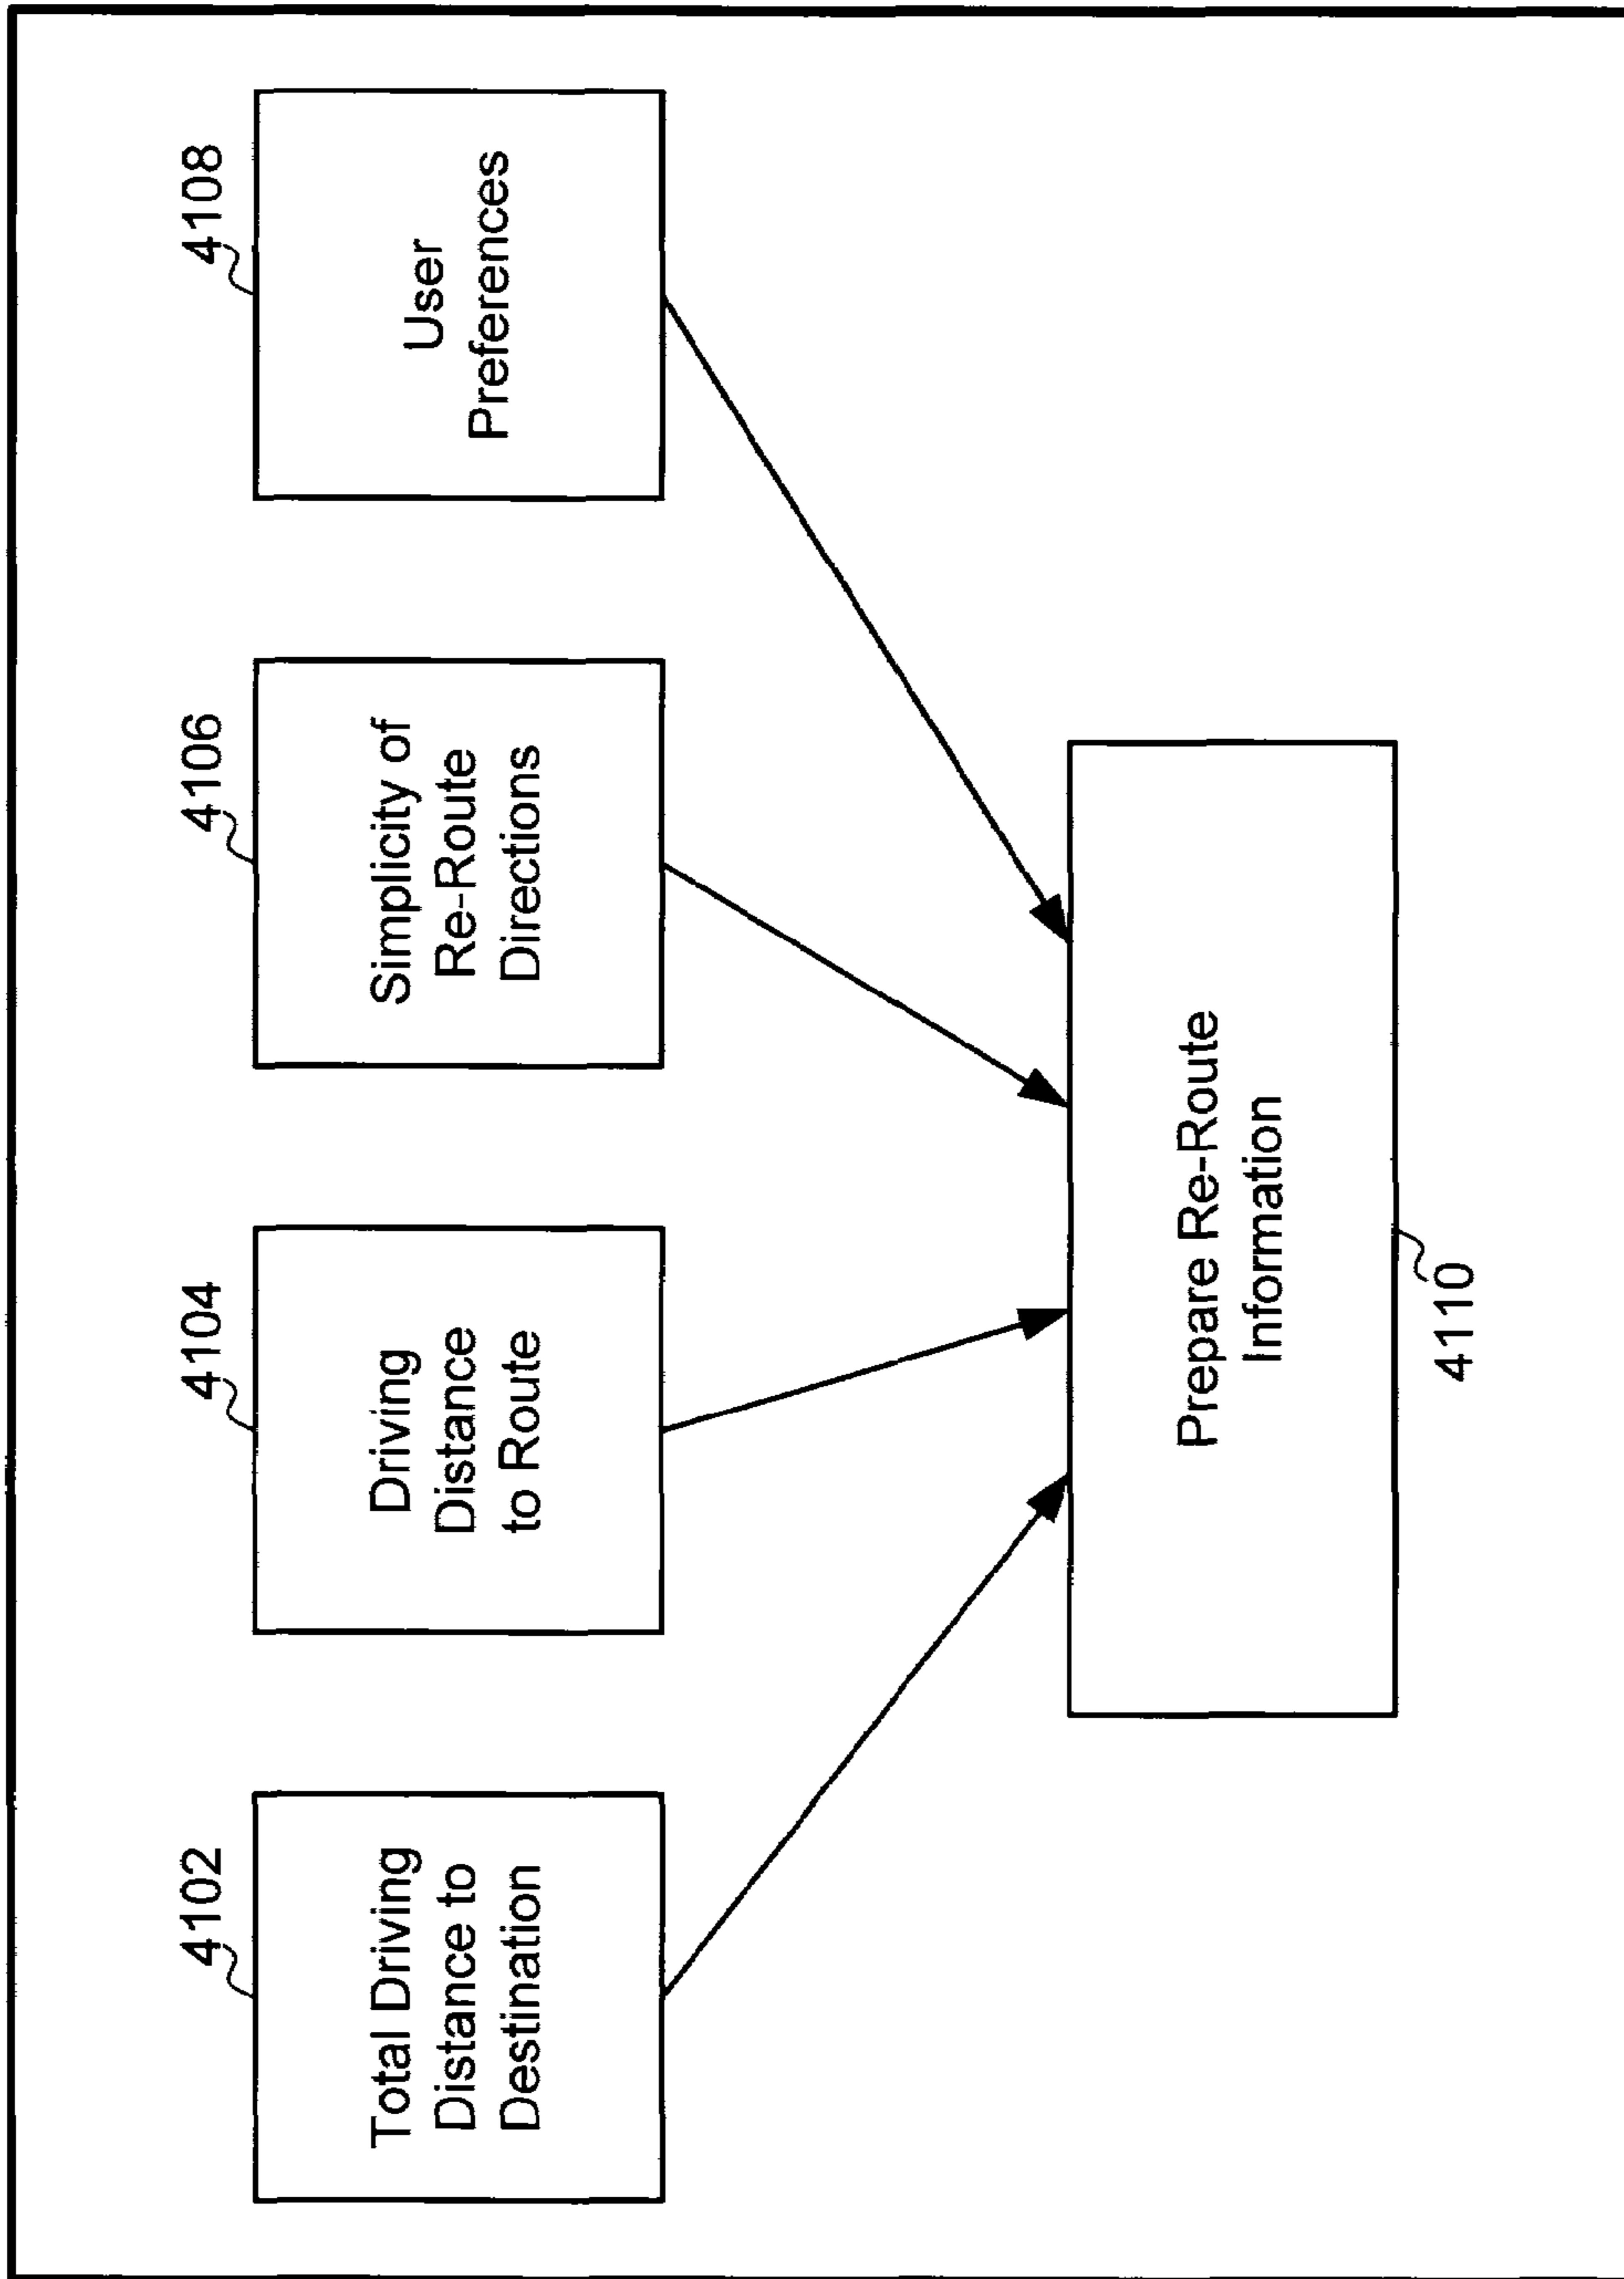 4102
Total Driving
Distance to
Destination
4104
Driving
Distance
to Route
4106
Simplicity of
Re-Route
Directions
4108
User
Preferences
Prepare Re-Route
Information
4110